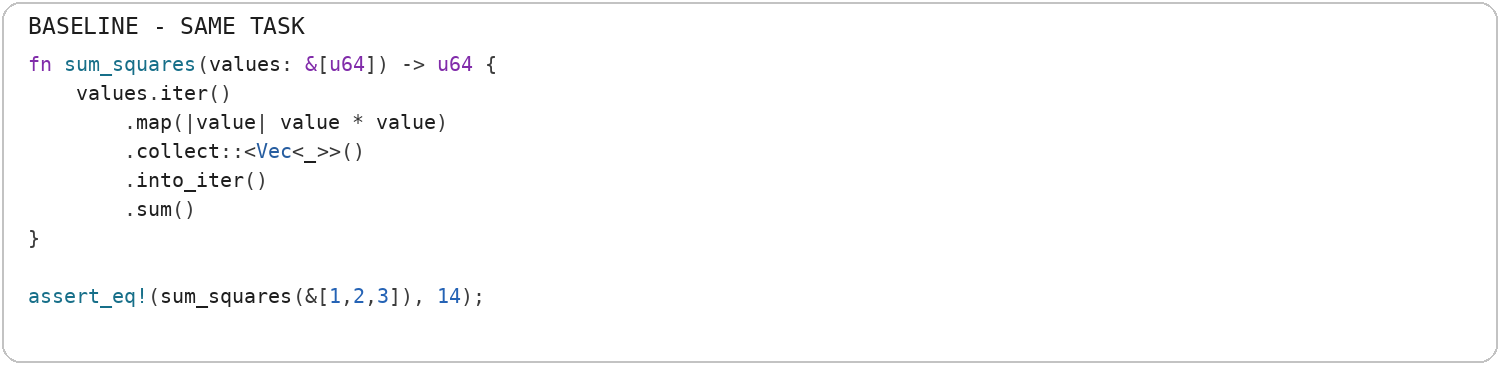 BASELINE - SAME TASK
fn sum_squares(values: &[u64]) -> u64 {
    values.iter()
        .map(|value| value * value)
        .collect::<Vec<_>>()
        .into_iter()
        .sum()
}

assert_eq!(sum_squares(&[1,2,3]), 14);